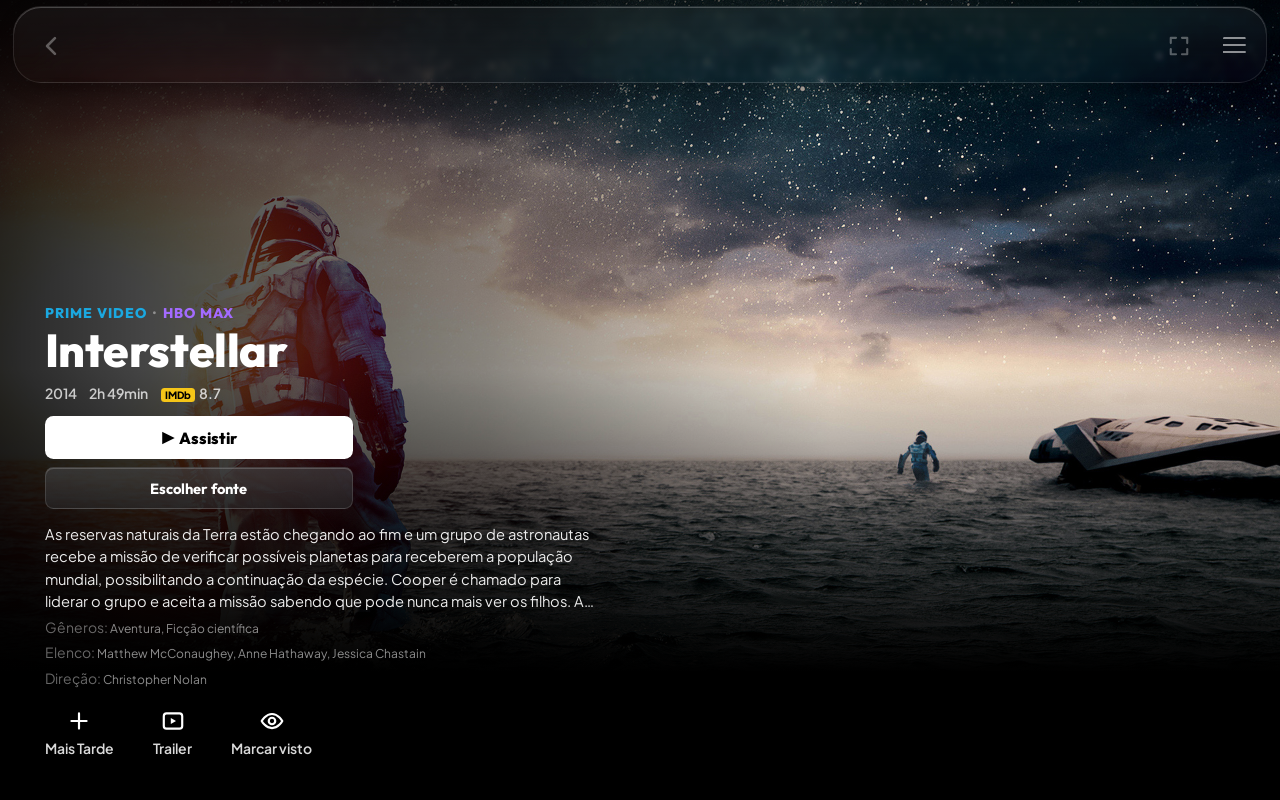 PRIME VIDEO · HBO MAX
Interstellar
2014 2h 49min IMDb 8.7
▶ Assistir
Escolher fonte
As reservas naturais da Terra estão chegando ao fim e um grupo de astronautas
recebe a missão de verificar possíveis planetas para receberem a população
mundial, possibilitando a continuação da espécie. Cooper é chamado para
liderar o grupo e aceita a missão sabendo que pode nunca mais ver os filhos. A...
Gêneros: Aventura, Ficção científica
Elenco: Matthew McConaughey, Anne Hathaway, Jessica Chastain
Direção: Christopher Nolan
Mais Tarde Trailer Marcar visto